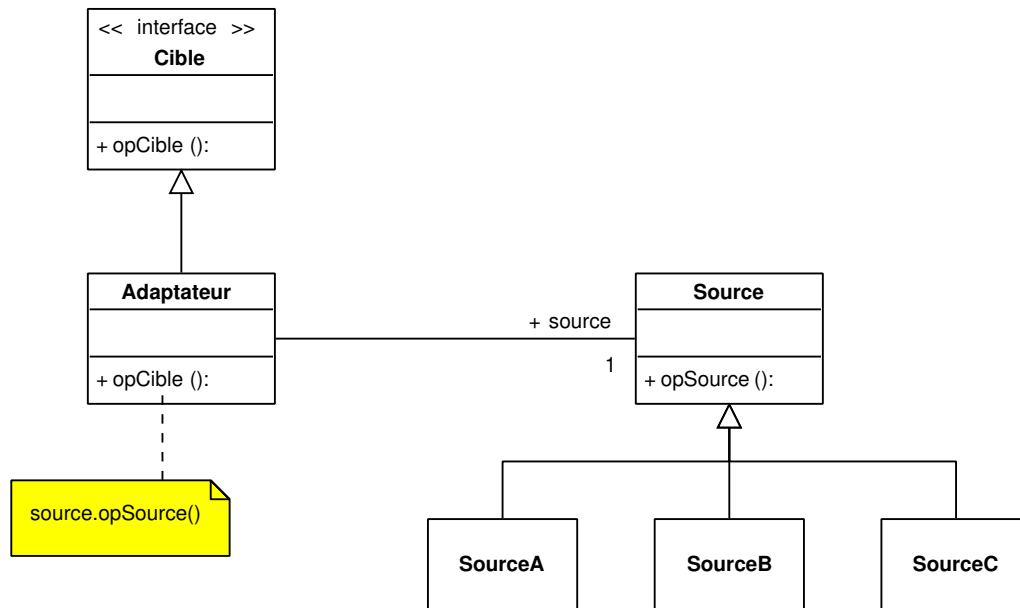 << interface >>
Cible
+ opCible ():
Adaptateur
+ opCible ():
source.opSource()
+ source
1
Source
+ opSource ():
SourceA
SourceB
SourceC